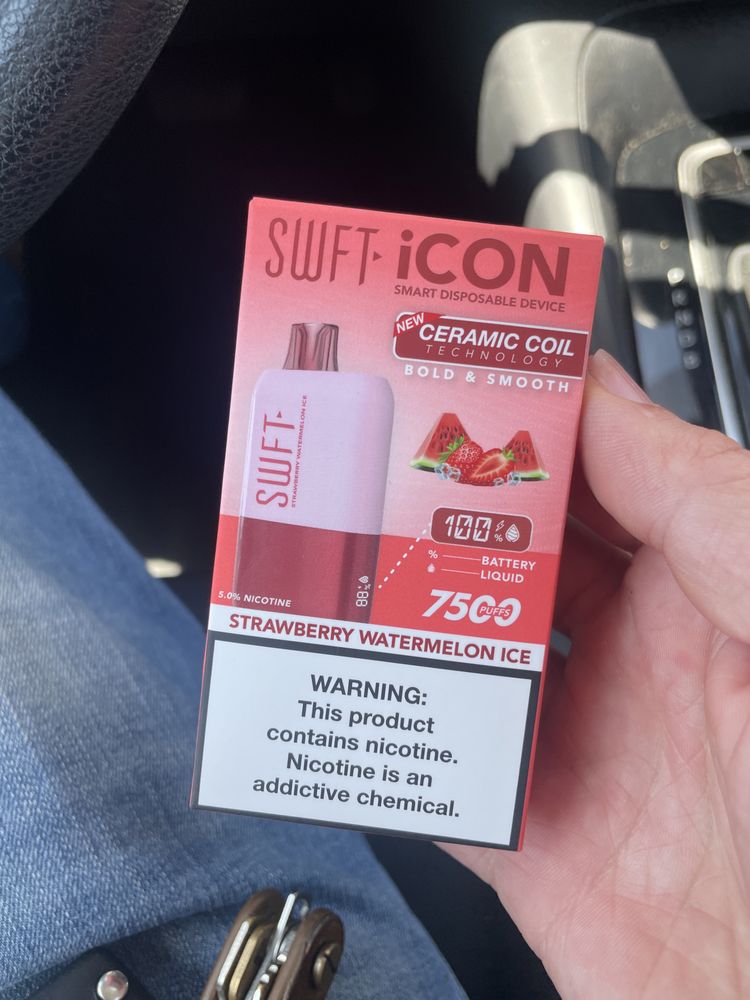 SWFT iCON
SMART DISPOSABLE DEVICE
NEW
CERAMIC COIL
TECHNOLOGY
BOLD & SMOOTH
SWFT
STRAWBERRY WATERMELON ICE
100 %
% BATTERY
LIQUID
88 %
5.0% NICOTINE
7500 PUFFS
STRAWBERRY WATERMELON ICE
WARNING:
This product
contains nicotine.
Nicotine is an
addictive chemical.